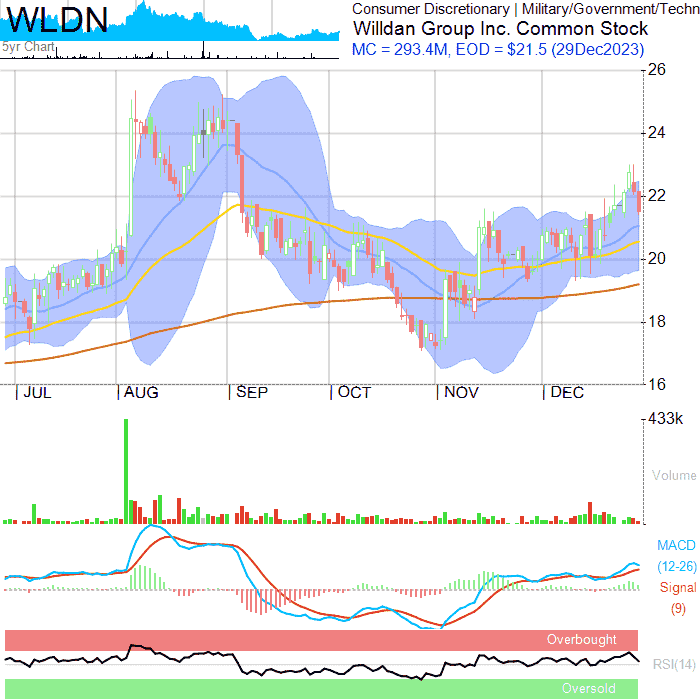 WLDN
5yr Chart
Consumer Discretionary | Military/Government/Techn
Willdan Group Inc. Common Stock
MC = 293.4M, EOD = $21.5 (29Dec2023)
26
24
22
20
18
16
JUL AUG SEP OCT NOV DEC
433k
Volume
MACD
(12-26)
Signal
(9)
Overbought
RSI(14)
Oversold